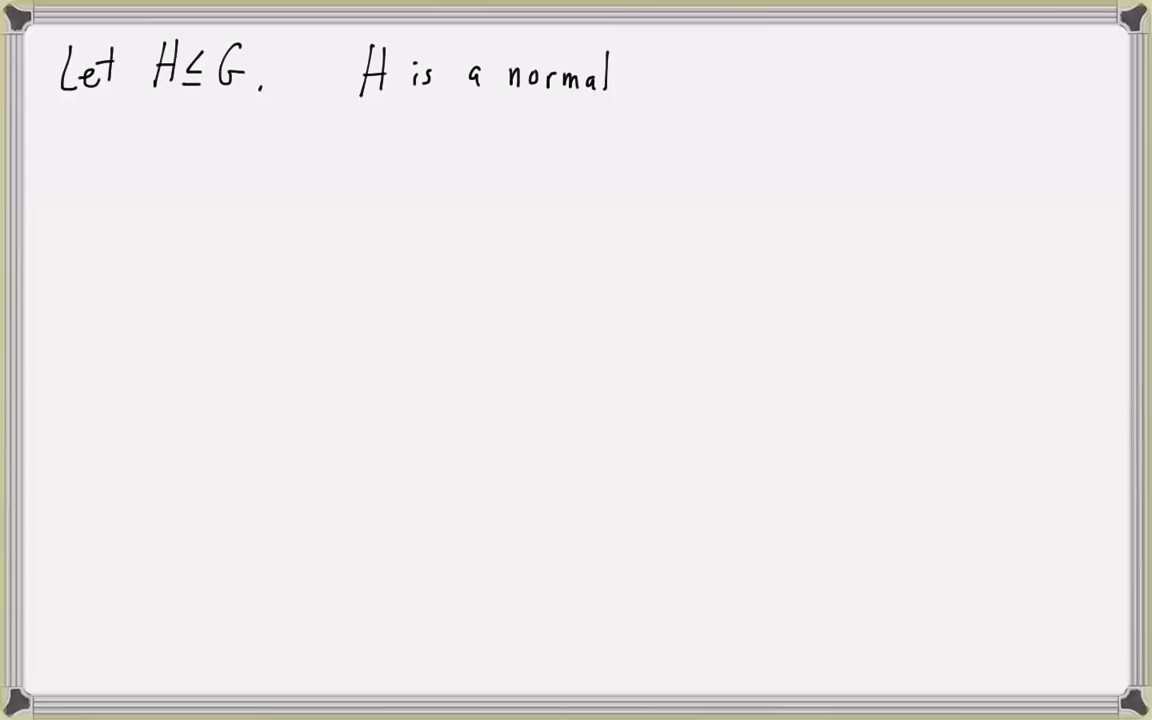 Let H ≤ G. H is a normal